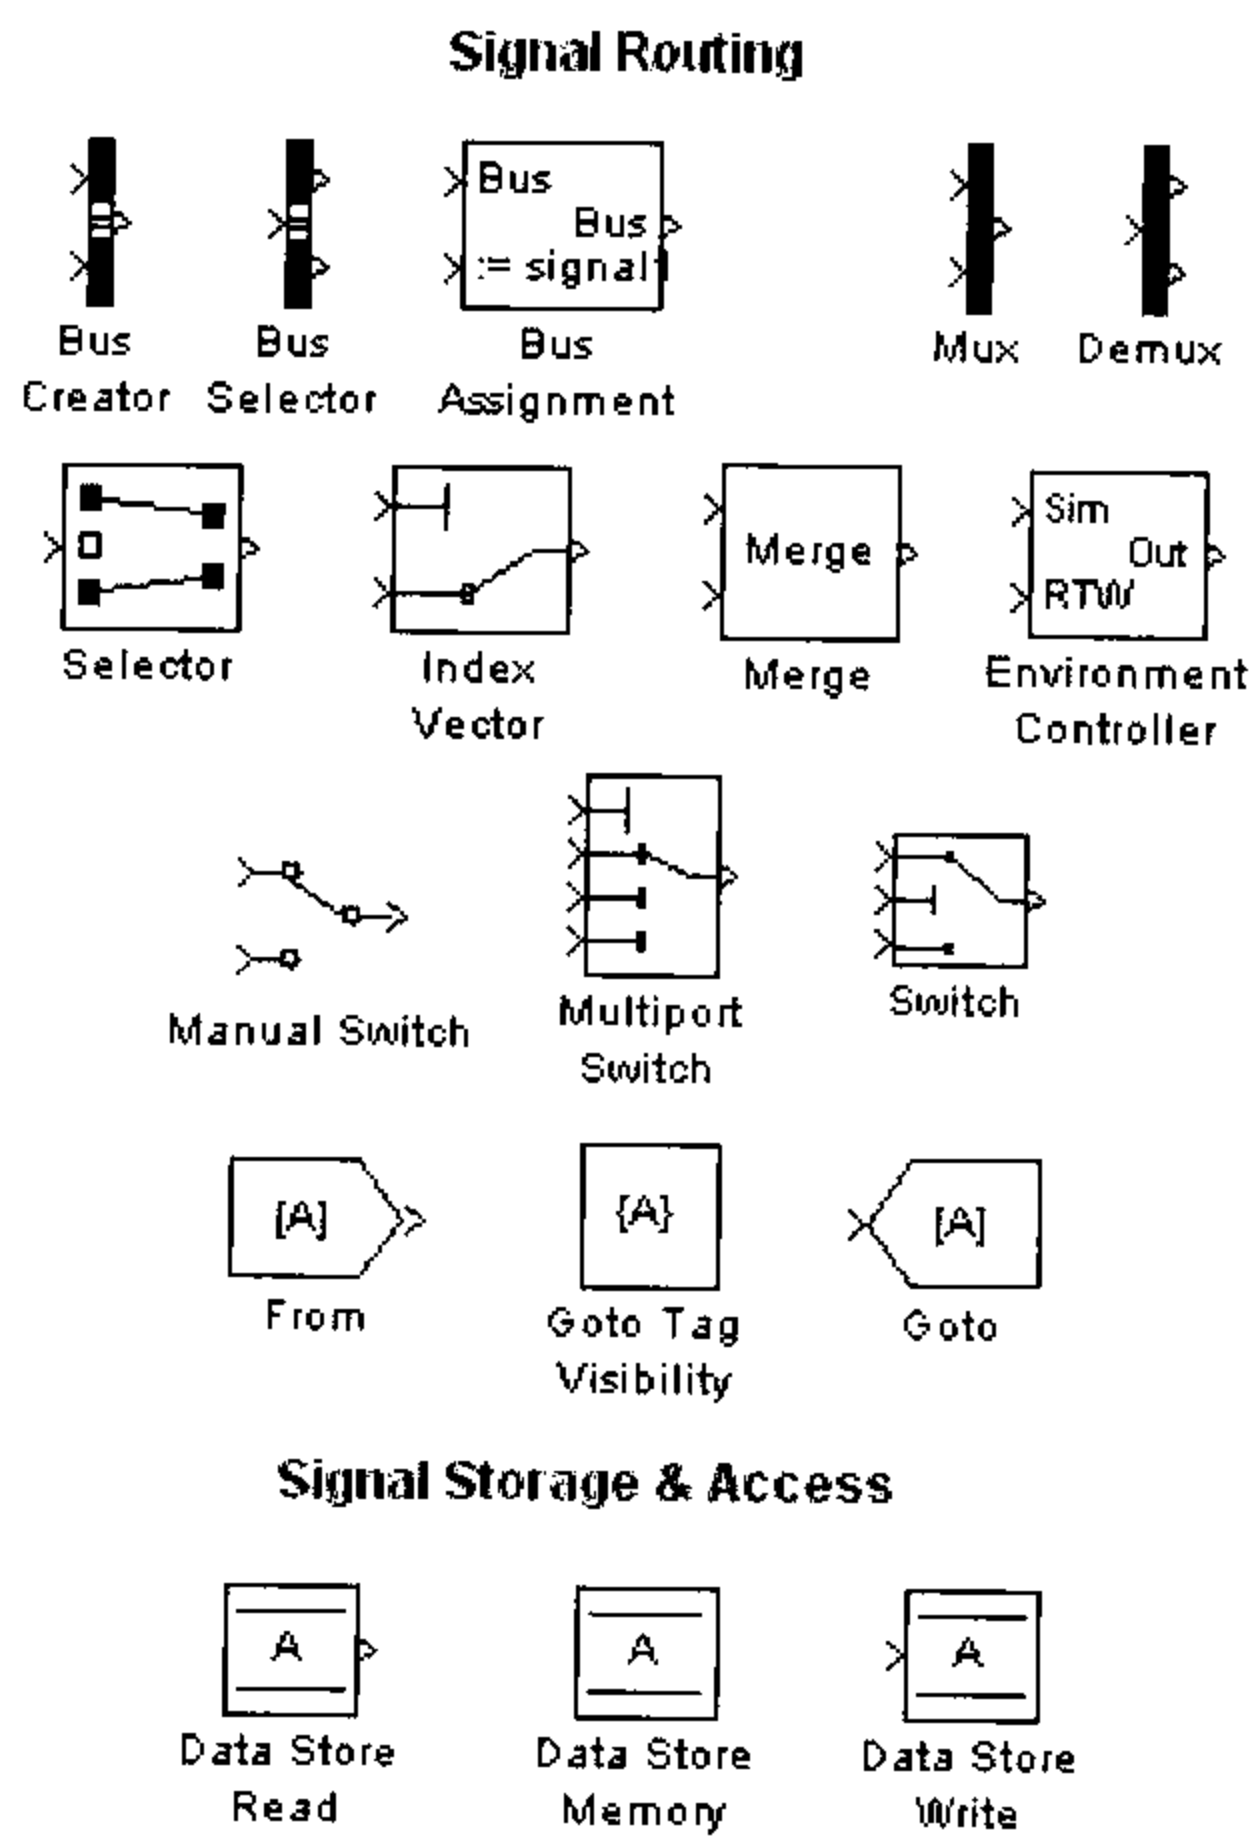 Signal Routing
Bus
Bus
:= signal1
Bus
Creator
Bus
Selector
Bus
Assignment
Mux
Demux
Selector
Index
Vector
Merge
Merge
Sim
Out
RTW
Environment
Controller
Manual Switch
Multiport
Switch
Switch
[A]
From
{A}
Goto Tag
Visibility
[A]
Goto
Signal Storage & Access
A
Data Store
Read
A
Data Store
Memory
A
Data Store
Write